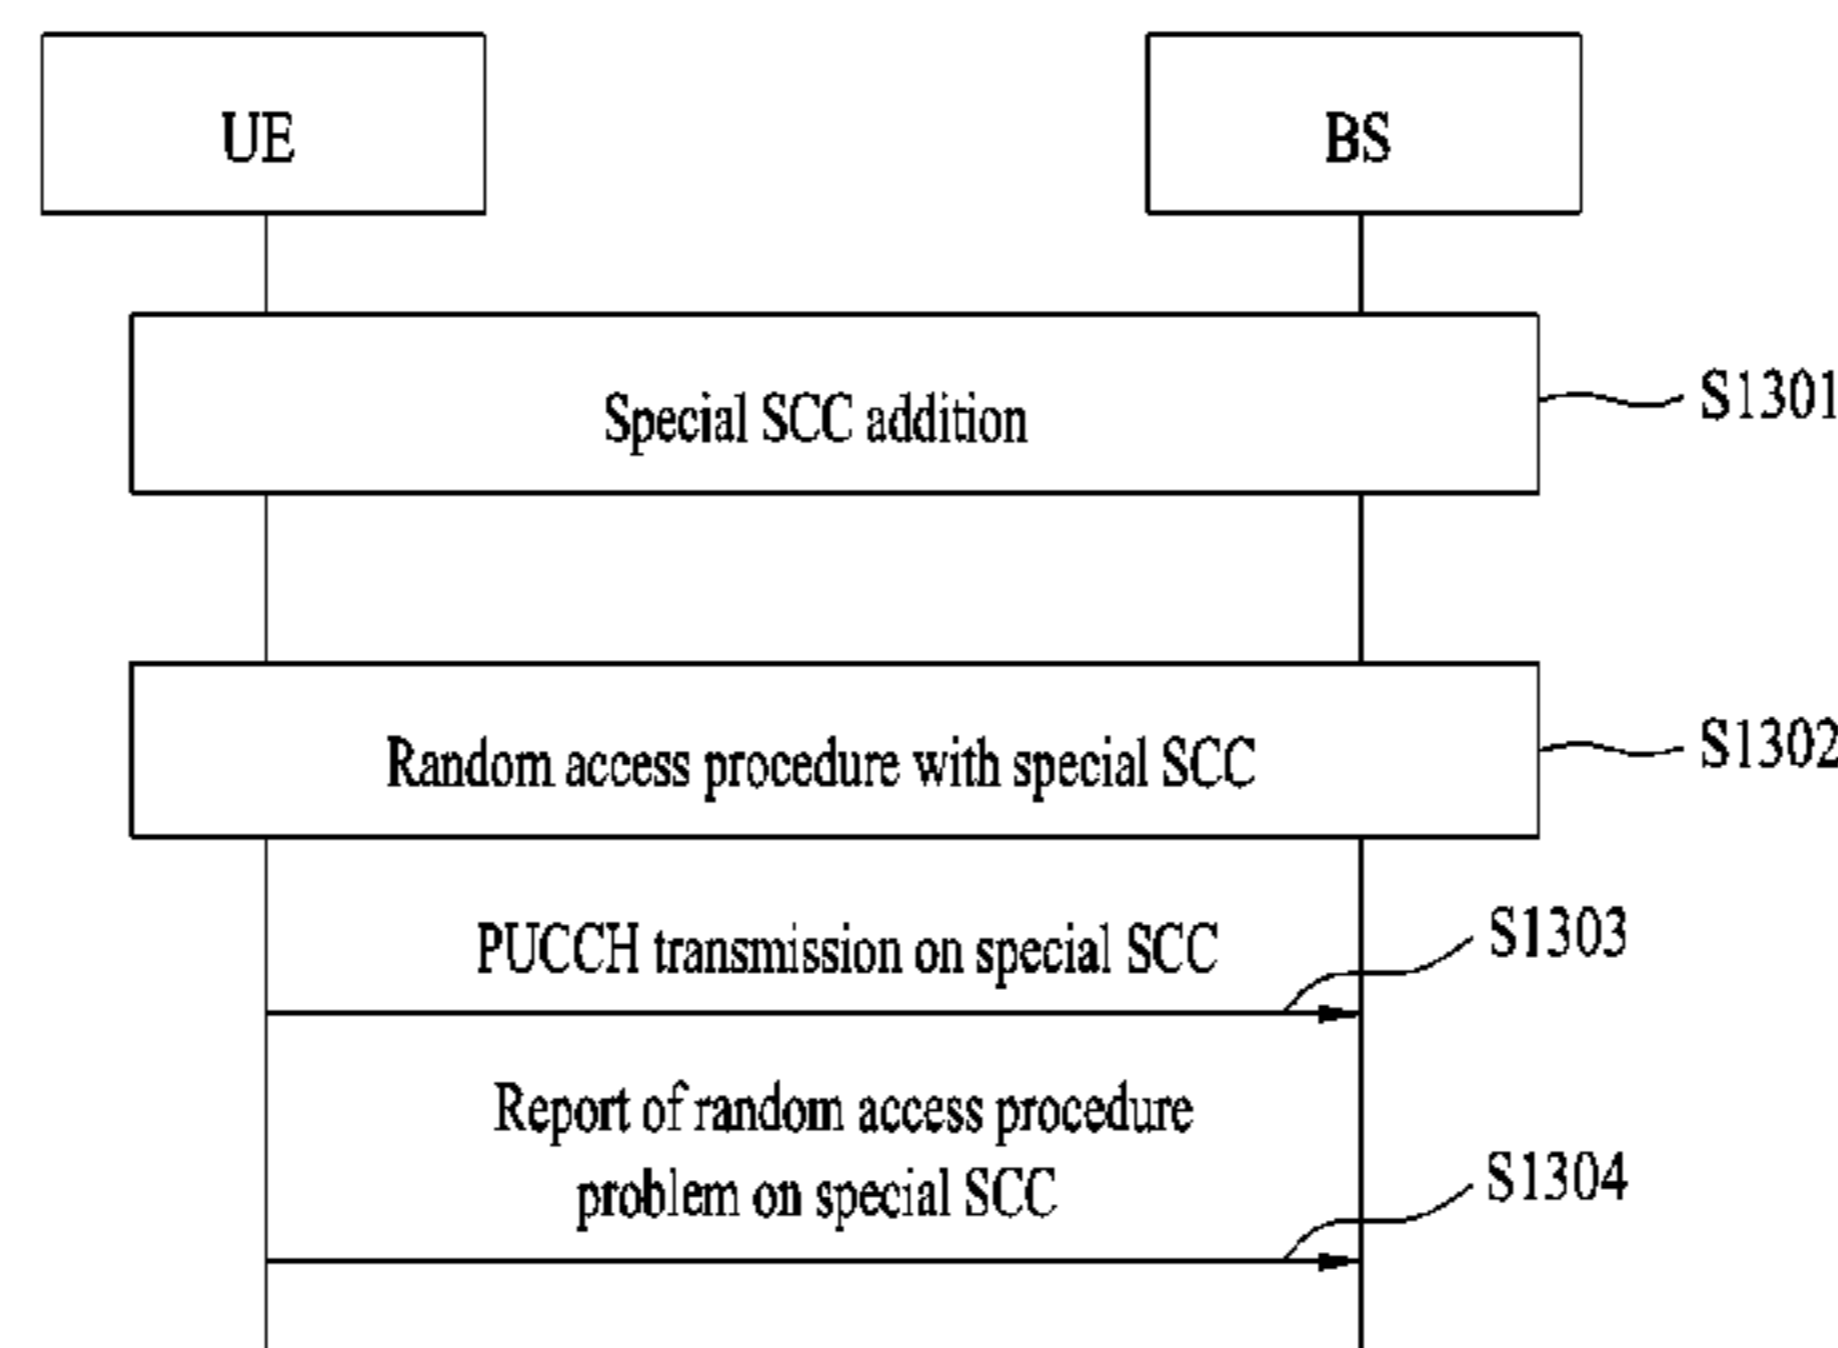 UE
BS
Special SCC addition
S1301
Random access procedure with special SCC
S1302
PUCCH transmission on special SCC
S1303
Report of random access procedure
problem on special SCC
S1304